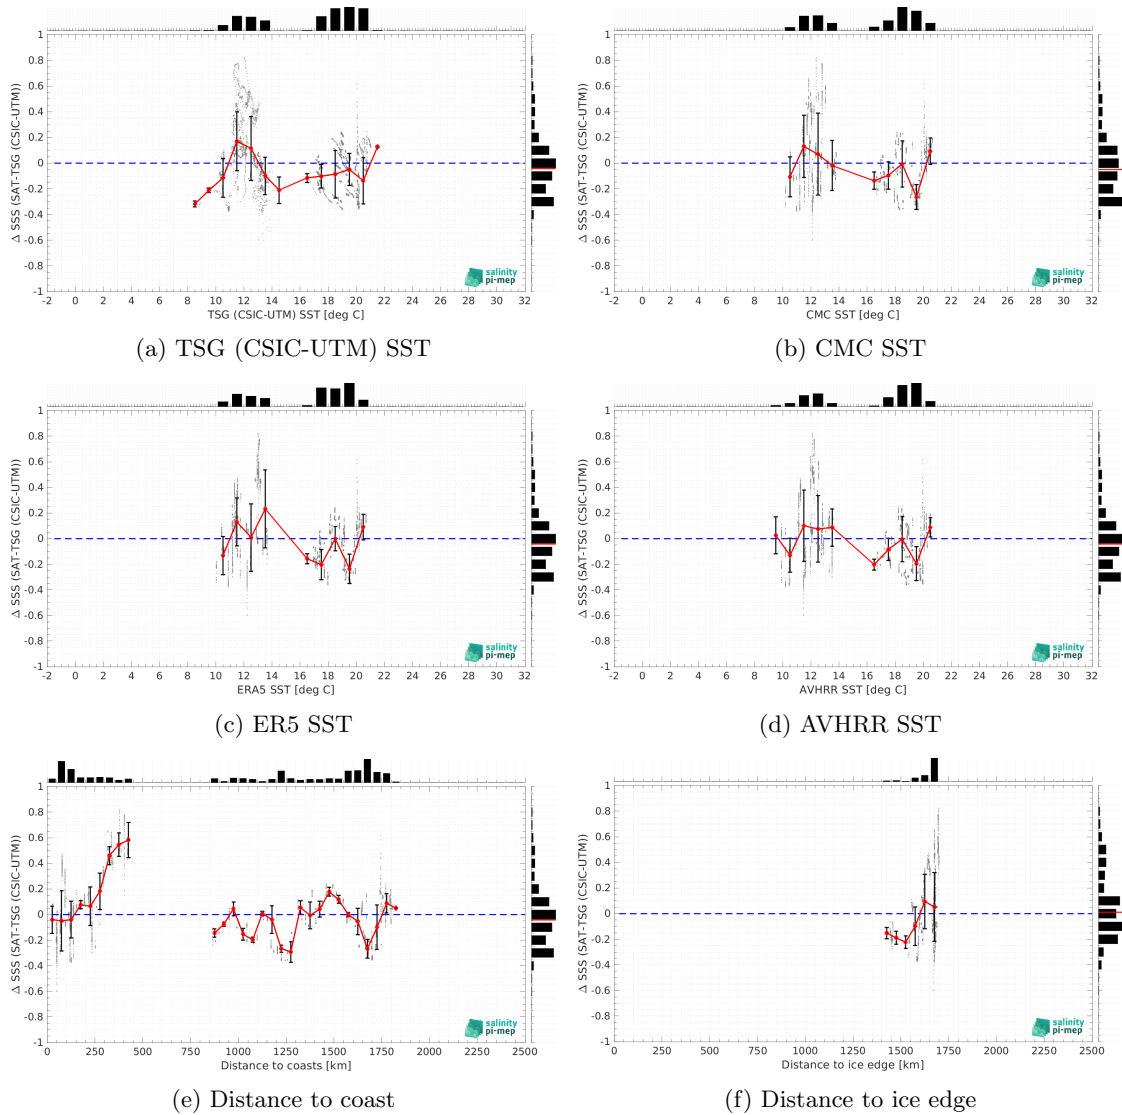 1
0.8
0.6
0.4
0.2
0
-0.2
-0.4
-0.6
-0.8
-1
Δ SSS (SAT-TSG (CSIC-UTM))
-2 0 2 4 6 8 10 12 14 16 18 20 22 24 26 28 30 32
TSG (CSIC-UTM) SST [deg C]
salinity
pi-mep
(a) TSG (CSIC-UTM) SST
1
0.8
0.6
0.4
0.2
0
-0.2
-0.4
-0.6
-0.8
-1
Δ SSS (SAT-TSG (CSIC-UTM))
-2 0 2 4 6 8 10 12 14 16 18 20 22 24 26 28 30 32
CMC SST [deg C]
salinity
pi-mep
(b) CMC SST
1
0.8
0.6
0.4
0.2
0
-0.2
-0.4
-0.6
-0.8
-1
Δ SSS (SAT-TSG (CSIC-UTM))
-2 0 2 4 6 8 10 12 14 16 18 20 22 24 26 28 30 32
ERA5 SST [deg C]
salinity
pi-mep
(c) ER5 SST
1
0.8
0.6
0.4
0.2
0
-0.2
-0.4
-0.6
-0.8
-1
Δ SSS (SAT-TSG (CSIC-UTM))
-2 0 2 4 6 8 10 12 14 16 18 20 22 24 26 28 30 32
AVHRR SST [deg C]
salinity
pi-mep
(d) AVHRR SST
1
0.8
0.6
0.4
0.2
0
-0.2
-0.4
-0.6
-0.8
-1
Δ SSS (SAT-TSG (CSIC-UTM))
0 250 500 750 1000 1250 1500 1750 2000 2250 2500
Distance to coasts [km]
salinity
pi-mep
(e) Distance to coast
1
0.8
0.6
0.4
0.2
0
-0.2
-0.4
-0.6
-0.8
-1
Δ SSS (SAT-TSG (CSIC-UTM))
0 250 500 750 1000 1250 1500 1750 2000 2250 2500
Distance to ice edge [km]
salinity
pi-mep
(f) Distance to ice edge